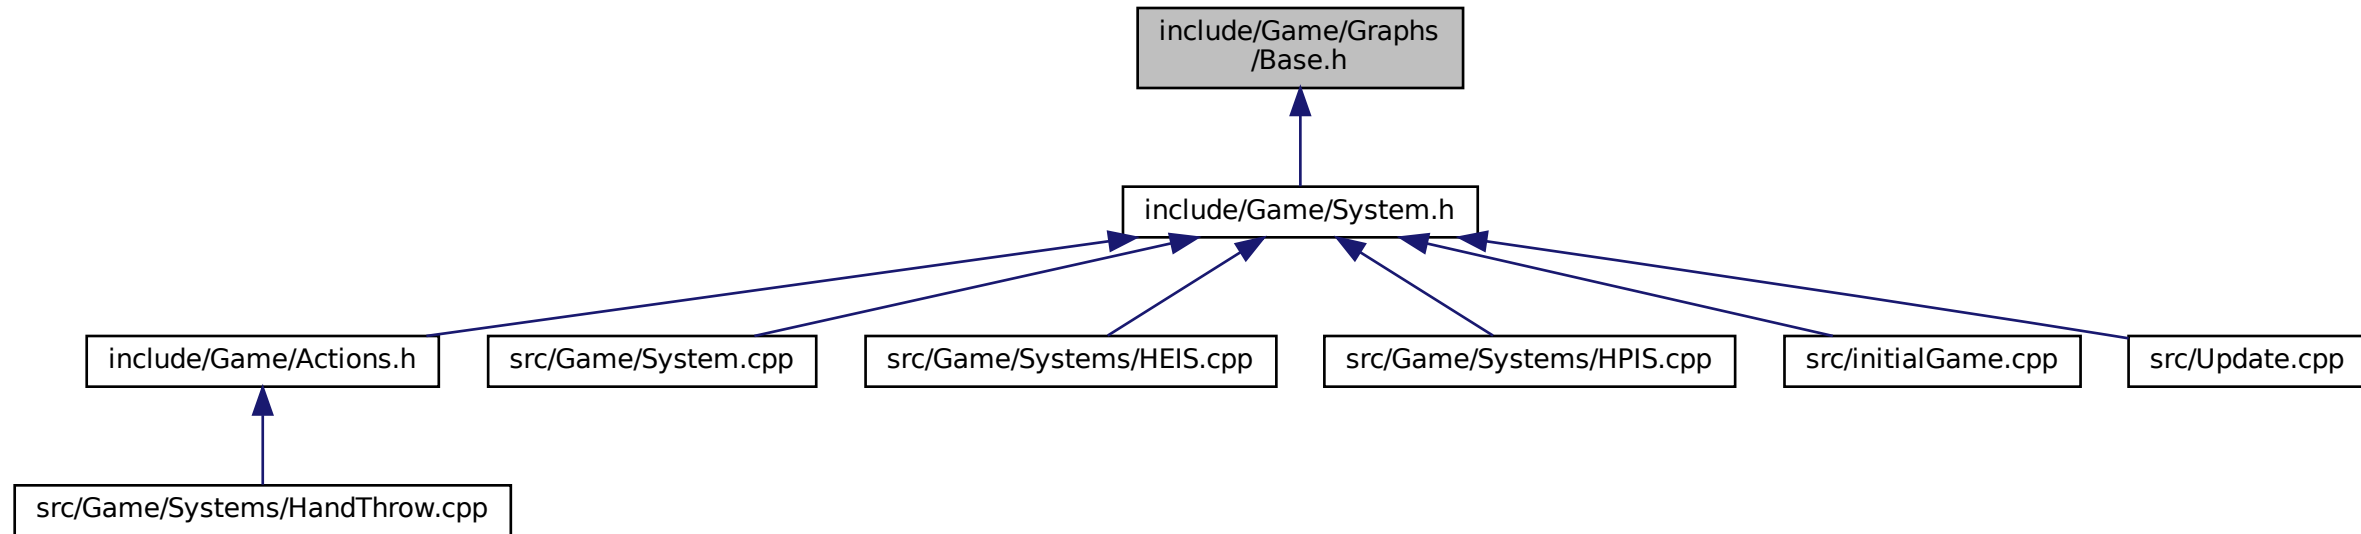 include/Game/Graphs
/Base.h
include/Game/System.h
include/Game/Actions.h
src/Game/System.cpp
src/Game/Systems/HEIS.cpp
src/Game/Systems/HPIS.cpp
src/initialGame.cpp
src/Update.cpp
src/Game/Systems/HandThrow.cpp